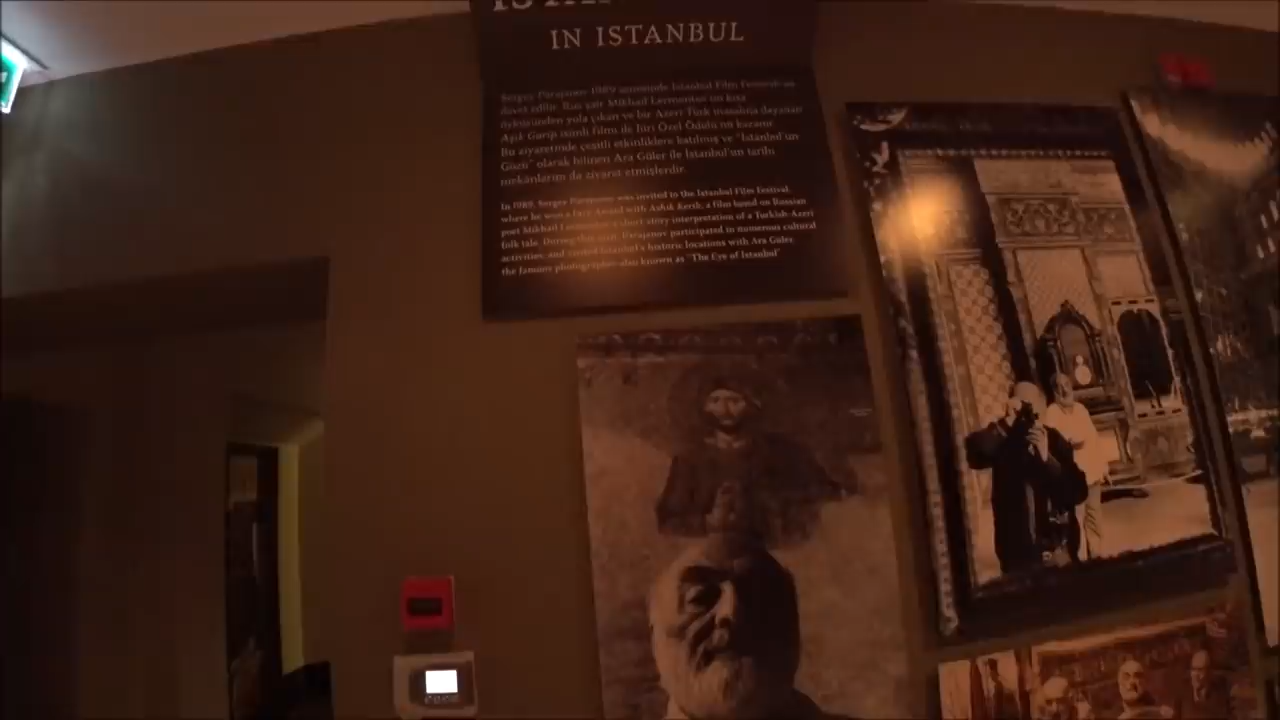 IN ISTANBUL
Sergey Parajanov 1989 senesinde İstanbul Film Festivali'ne
davet edilir. Rus şair Mikhail Lermontov'un kısa
öyküsünden yola çıkan ve bir Azeri-Türk masalına dayanan
Aşık Garip isimli filmi ile Jüri Özel Ödülü'nü kazanır.
Bu ziyaretinde çeşitli etkinliklere katılmış ve "İstanbul'un
Gözü" olarak bilinen Ara Güler ile İstanbul'un tarihi
mekânlarını da ziyaret etmişlerdir.
In 1989, Sergey Parajanov was invited to the Istanbul Film Festival,
where he won a Jury Award with Ashik Kerib, a film based on Russian
poet Mikhail Lermontov's short story interpretation of a Turkish-Azeri
folk tale. During this visit, Parajanov participated in numerous cultural
activities, and visited Istanbul's historic locations with Ara Güler,
the famous photographer also known as "The Eye of Istanbul"